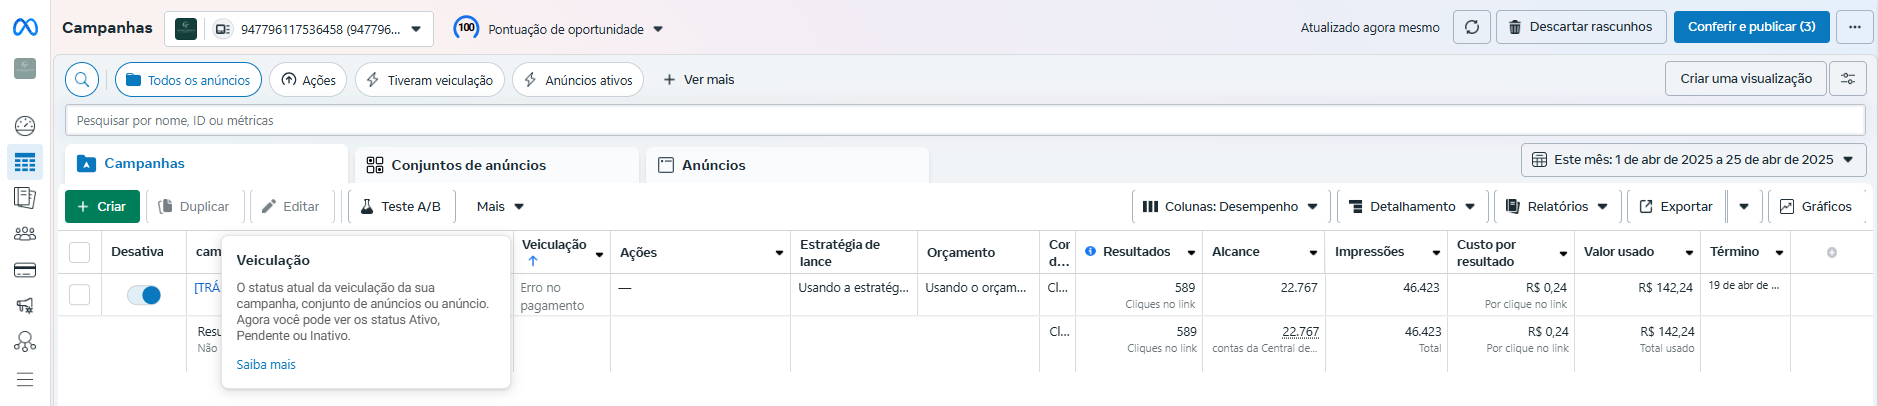 Campanhas
947796117536458 (947796...
100
Pontuação de oportunidade
Atualizado agora mesmo
Descartar rascunhos
Conferir e publicar (3)
Todos os anúncios
Ações
Tiveram veiculação
Anúncios ativos
Ver mais
Criar uma visualização
Pesquisar por nome, ID ou métricas
Campanhas
Conjuntos de anúncios
Anúncios
Este mês: 1 de abr de 2025 a 25 de abr de 2025
Criar
Duplicar
Editar
Teste A/B
Mais
Colunas: Desempenho
Detalhamento
Relatórios
Exportar
Gráficos
Desativa
cam
Veiculação
Ações
Estratégia de
lance
Orçamento
Cor
d...
Resultados
Alcance
Impressões
Custo por
resultado
Valor usado
Término
[TRÁ
Erro no
pagamento
—
Usando a estratég...
Usando o orçam...
Cl...
589
Cliques no link
22.767
46.423
R$ 0,24
Por clique no link
R$ 142,24
19 de abr de ...
Resu
Não
Cl...
589
Cliques no link
22.767
contas da Central de...
46.423
Total
R$ 0,24
Por clique no link
R$ 142,24
Total usado
Veiculação
O status atual da veiculação da sua
campanha, conjunto de anúncios ou anúncio.
Agora você pode ver os status Ativo,
Pendente ou Inativo.
Saiba mais